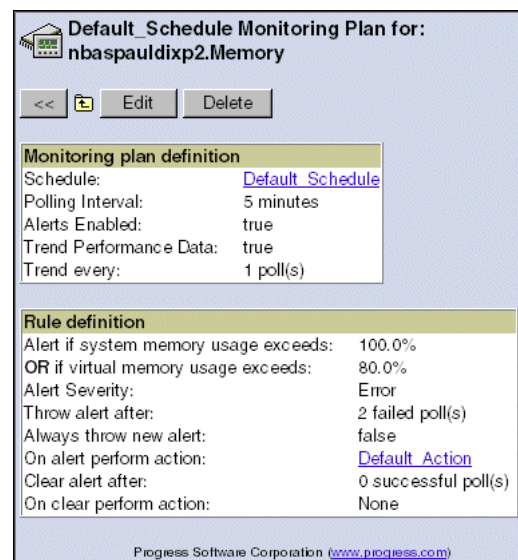 Default_Schedule Monitoring Plan for:
nbaspauldixp2.Memory
<< Edit Delete
Monitoring plan definition
Schedule: Default_Schedule
Polling Interval: 5 minutes
Alerts Enabled: true
Trend Performance Data: true
Trend every: 1 poll(s)
Rule definition
Alert if system memory usage exceeds: 100.0%
OR if virtual memory usage exceeds: 80.0%
Alert Severity: Error
Throw alert after: 2 failed poll(s)
Always throw new alert: false
On alert perform action: Default_Action
Clear alert after: 0 successful poll(s)
On clear perform action: None
Progress Software Corporation (www.progress.com)